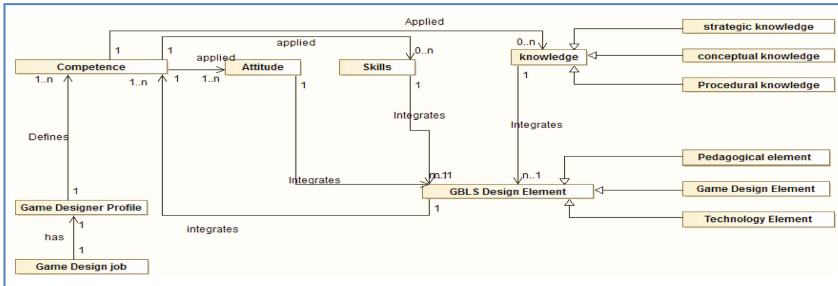 Applied
strategic knowledge
1
1
applied
0..n
0..n
applied
knowledge
conceptual knowledge
Competence
Attitude
Skills
1..n
1..n
1
1..n
1
1
1
Procedural knowledge
Integrates
Integrates
Defines
Pedagogical element
Integrates
n..1
GBLS Design Element
Game Design Element
1
Game Designer Profile
1
integrates
Technology Element
1
has
1
Game Design job